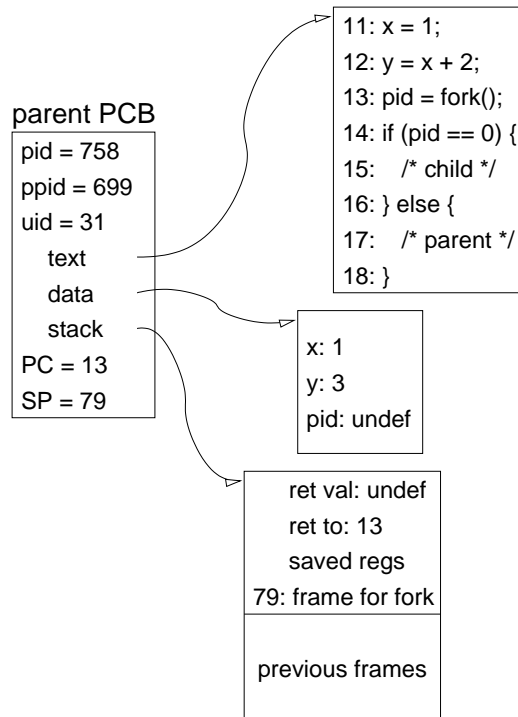 parent PCB
pid = 758
ppid = 699
uid = 31
text
data
stack
PC = 13
SP = 79
11: x = 1;
12: y = x + 2;
13: pid = fork();
14: if (pid == 0) {
15: /* child */
16: } else {
17: /* parent */
18: }
x: 1
y: 3
pid: undef
ret val: undef
ret to: 13
saved regs
79: frame for fork
previous frames